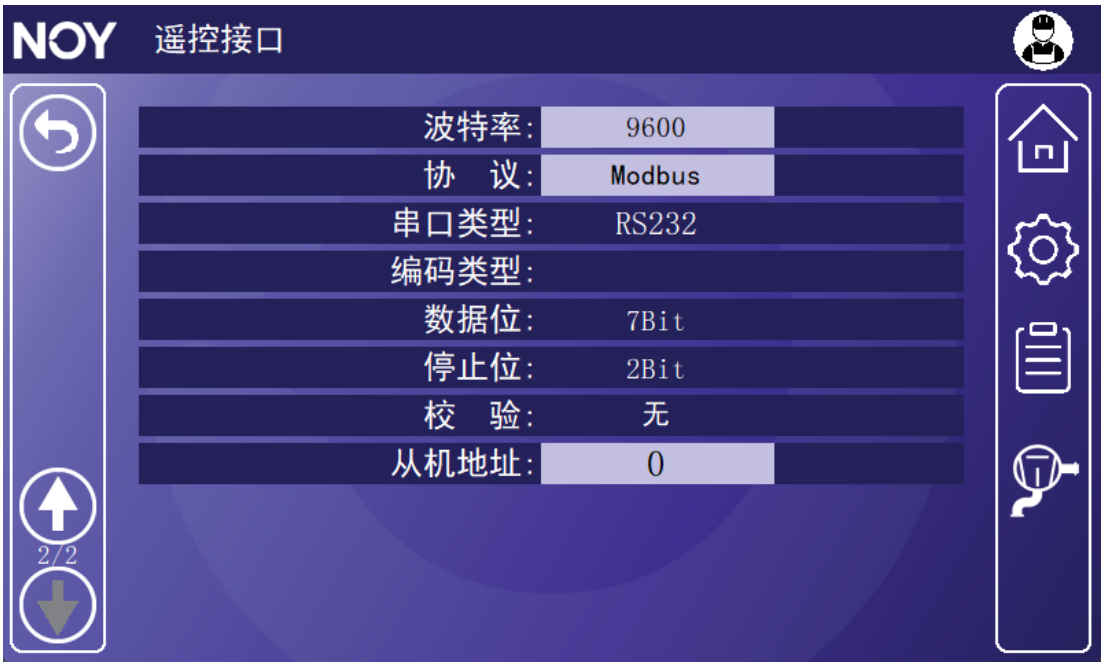 NOY 遥控接口
波特率: 9600
协 议: Modbus
串口类型: RS232
编码类型:
数据位: 7Bit
停止位: 2Bit
校 验: 无
从机地址: 0
2/2